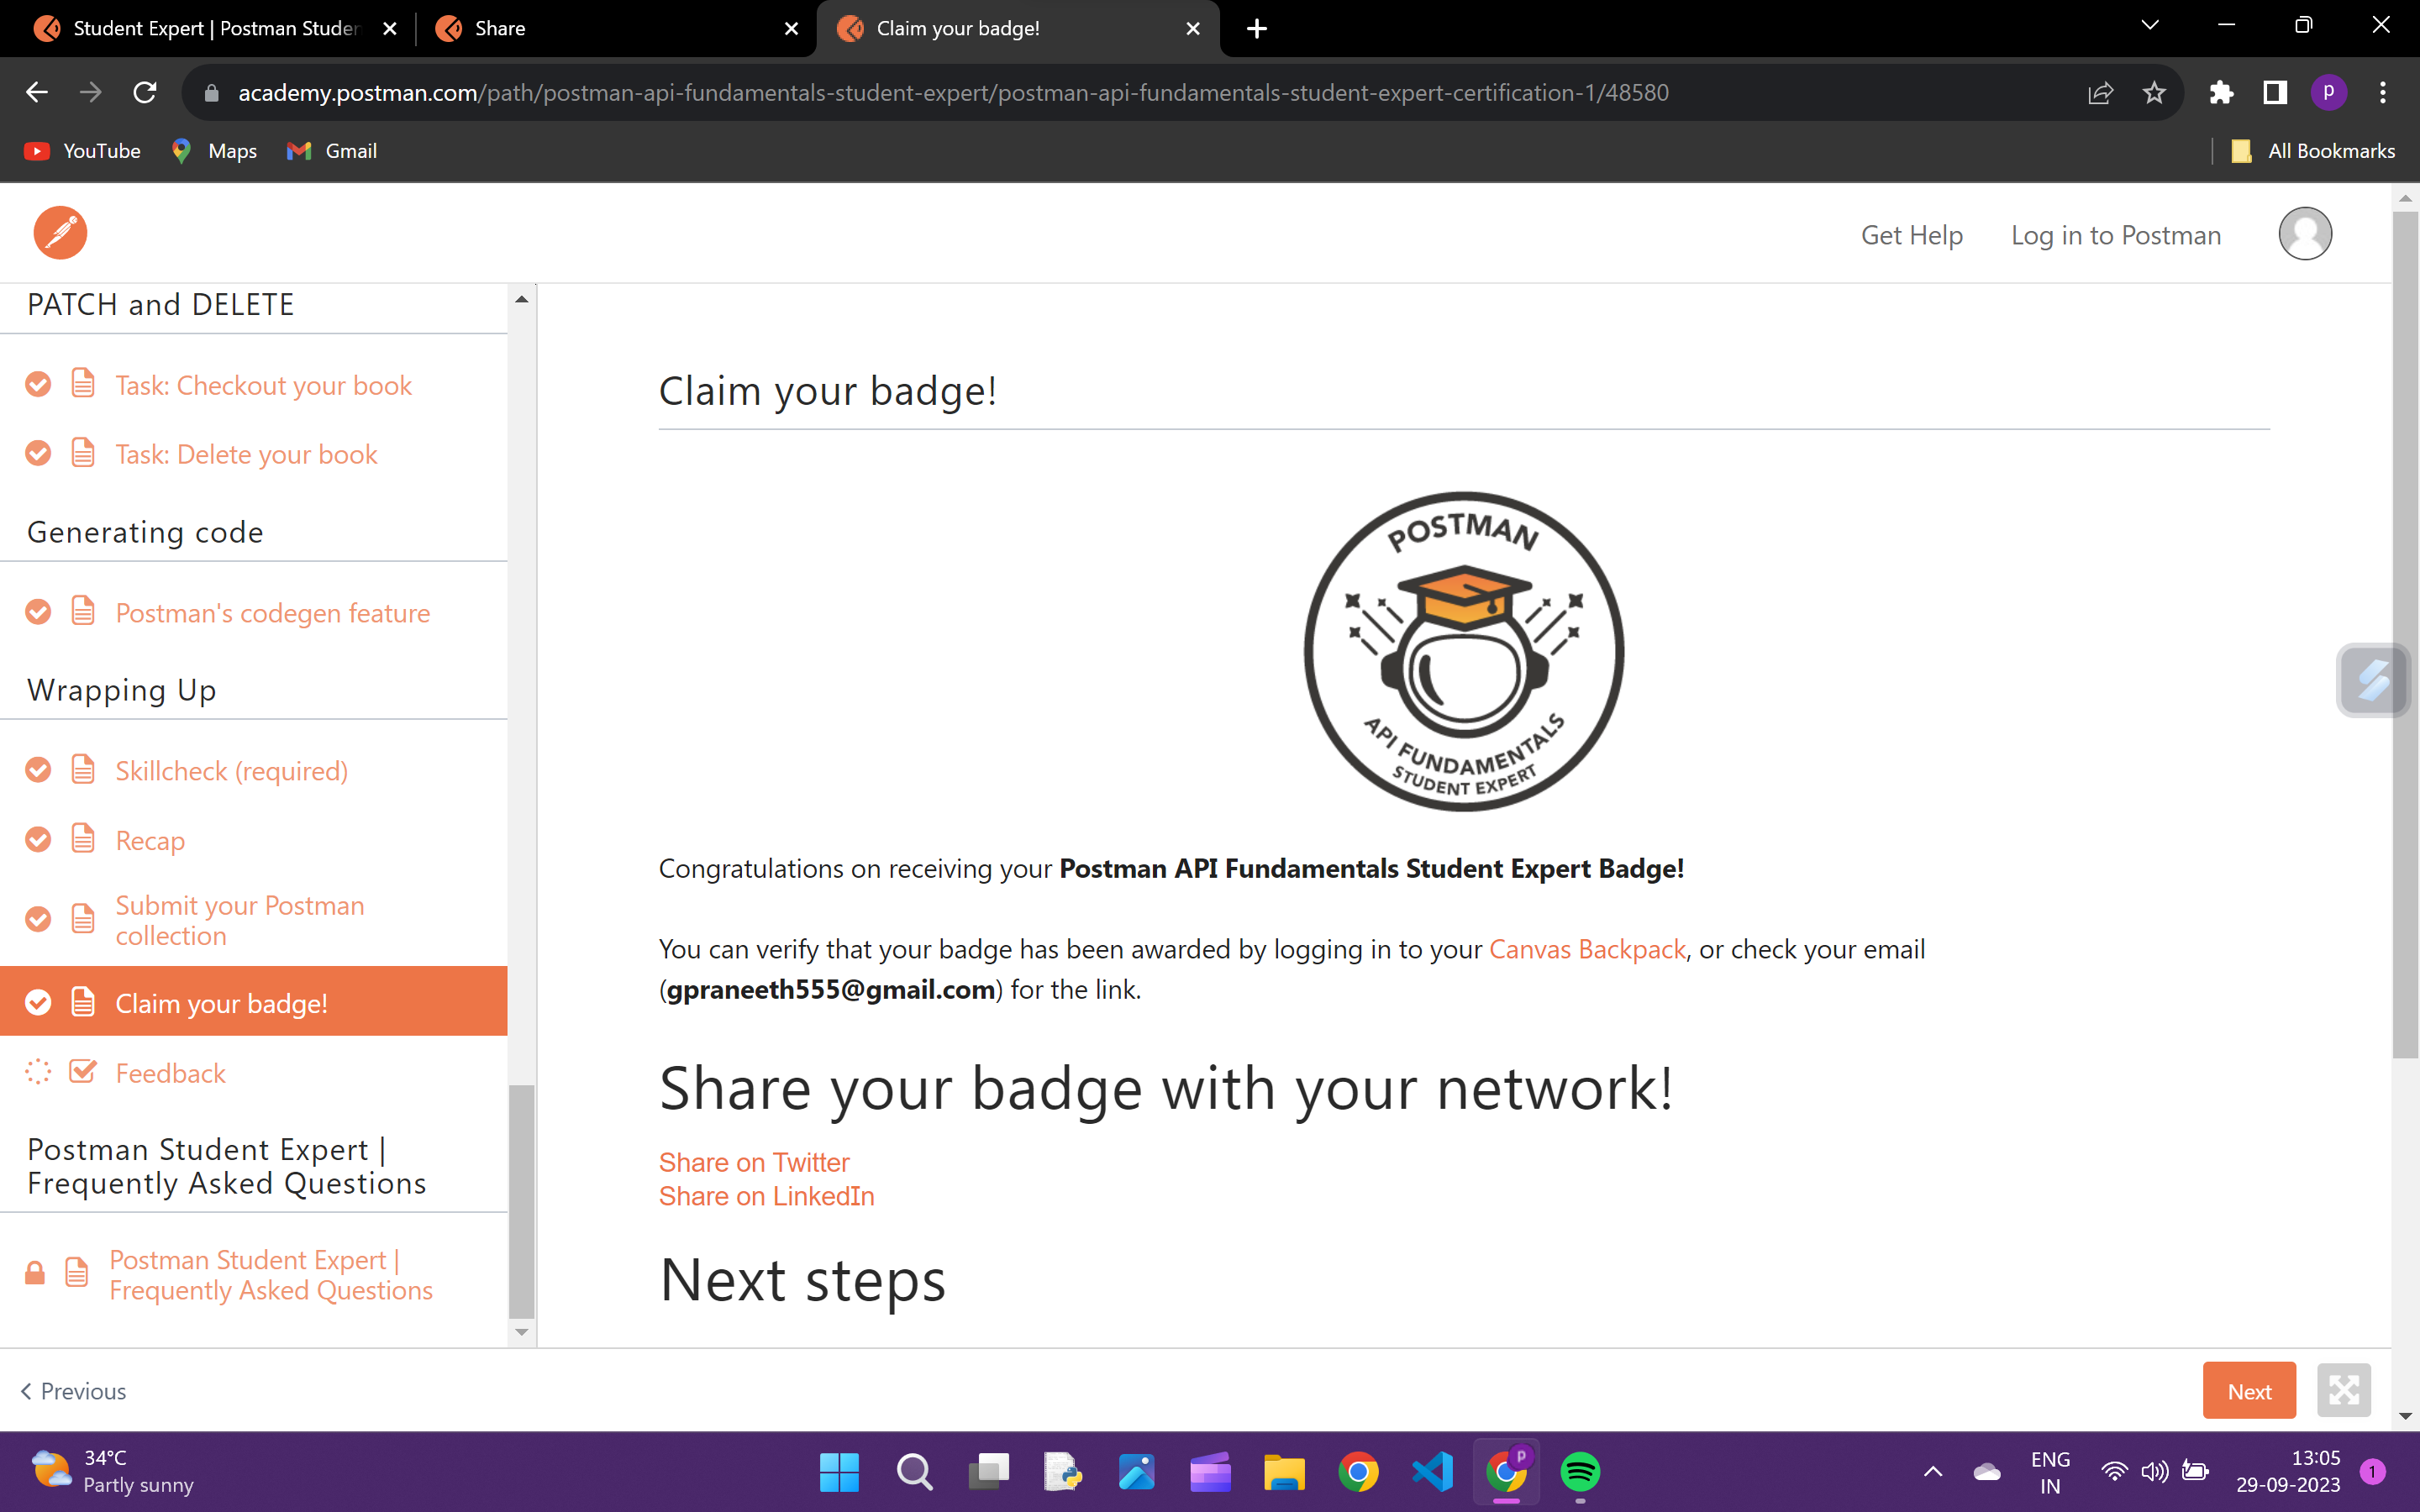 Student Expert | Postman Studen
Share
Claim your badge!
academy.postman.com/path/postman-api-fundamentals-student-expert/postman-api-fundamentals-student-expert-certification-1/48580
p
YouTube
Maps
Gmail
All Bookmarks
Get Help
Log in to Postman
PATCH and DELETE
Task: Checkout your book
Task: Delete your book
Generating code
Postman's codegen feature
Wrapping Up
Skillcheck (required)
Recap
Submit your Postman
collection
Claim your badge!
Feedback
Postman Student Expert |
Frequently Asked Questions
Postman Student Expert |
Frequently Asked Questions
Claim your badge!
POSTMAN
API FUNDAMENTALS
STUDENT EXPERT
Congratulations on receiving your Postman API Fundamentals Student Expert Badge!
You can verify that your badge has been awarded by logging in to your Canvas Backpack, or check your email
(gpraneeth555@gmail.com) for the link.
Share your badge with your network!
Share on Twitter
Share on LinkedIn
Next steps
Previous
Next
34°C
Partly sunny
p
ENG
IN
13:05
29-09-2023
1